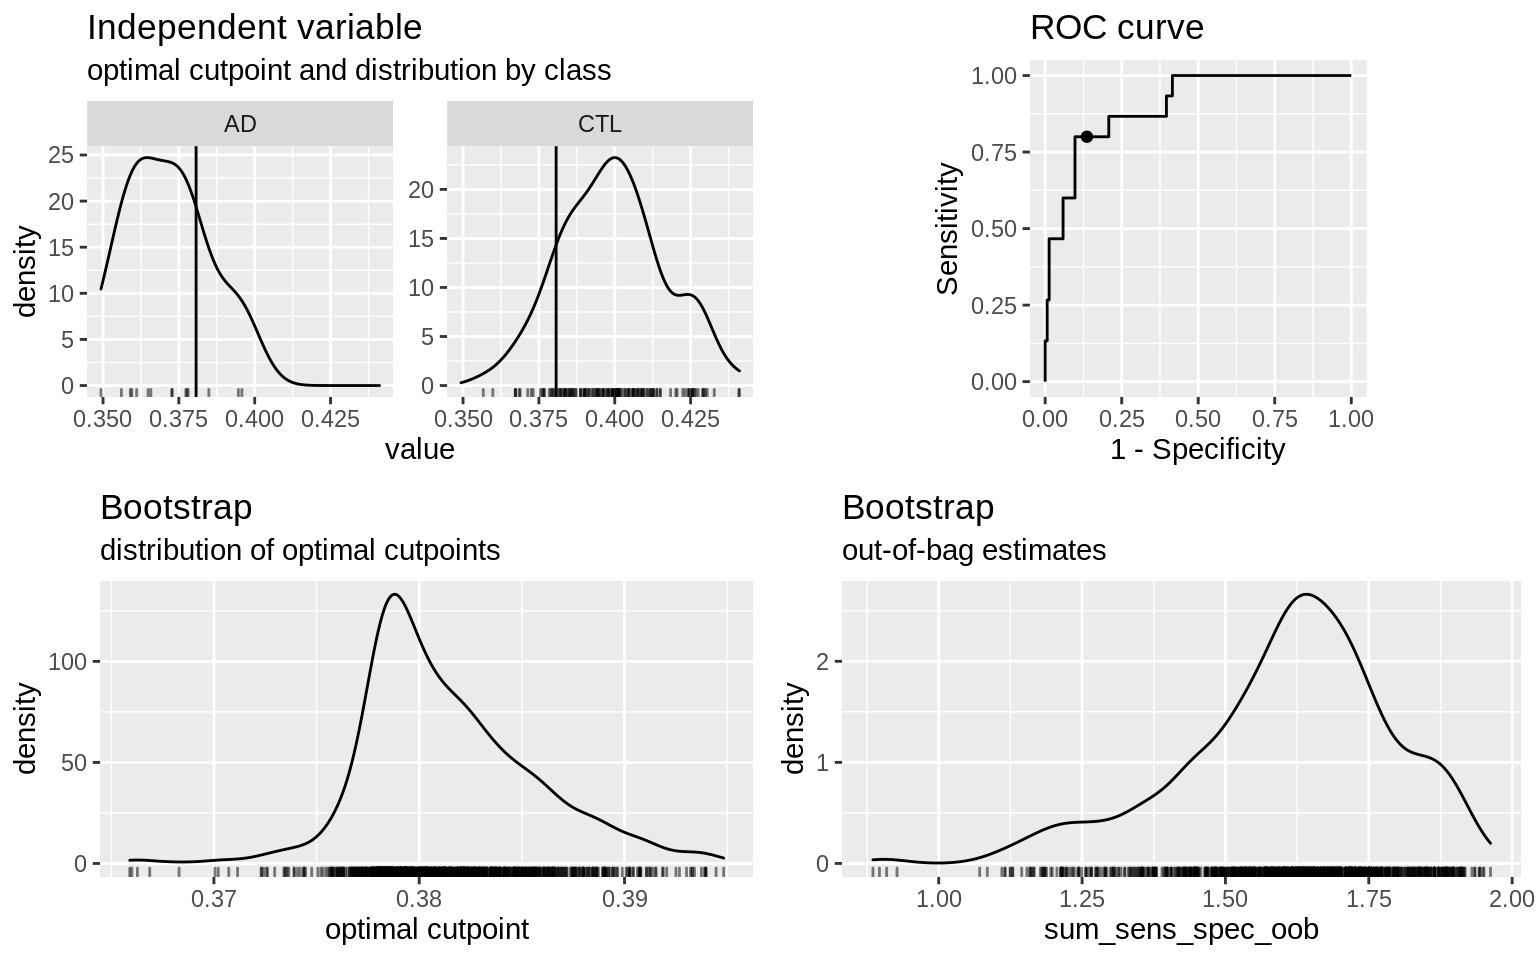 Independent variable
optimal cutpoint and distribution by class
AD
CTL
density
25
20
15
10
5
0
0.350 0.375 0.400 0.425
20
15
10
5
0
0.350 0.375 0.400 0.425
value
ROC curve
Sensitivity
1.00
0.75
0.50
0.25
0.00
0.00 0.25 0.50 0.75 1.00
1 - Specificity
Bootstrap
distribution of optimal cutpoints
density
100
50
0
0.37 0.38 0.39
optimal cutpoint
Bootstrap
out-of-bag estimates
density
2
1
0
1.00 1.25 1.50 1.75 2.00
sum_sens_spec_oob